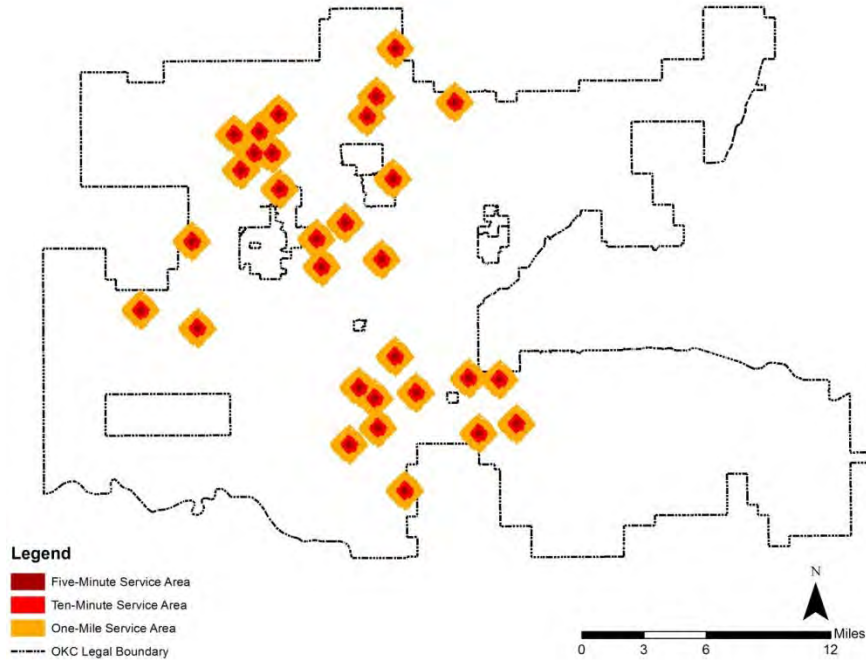 Legend
Five-Minute Service Area
Ten-Minute Service Area
One-Mile Service Area
OKC Legal Boundary
N
Miles
0 3 6 12